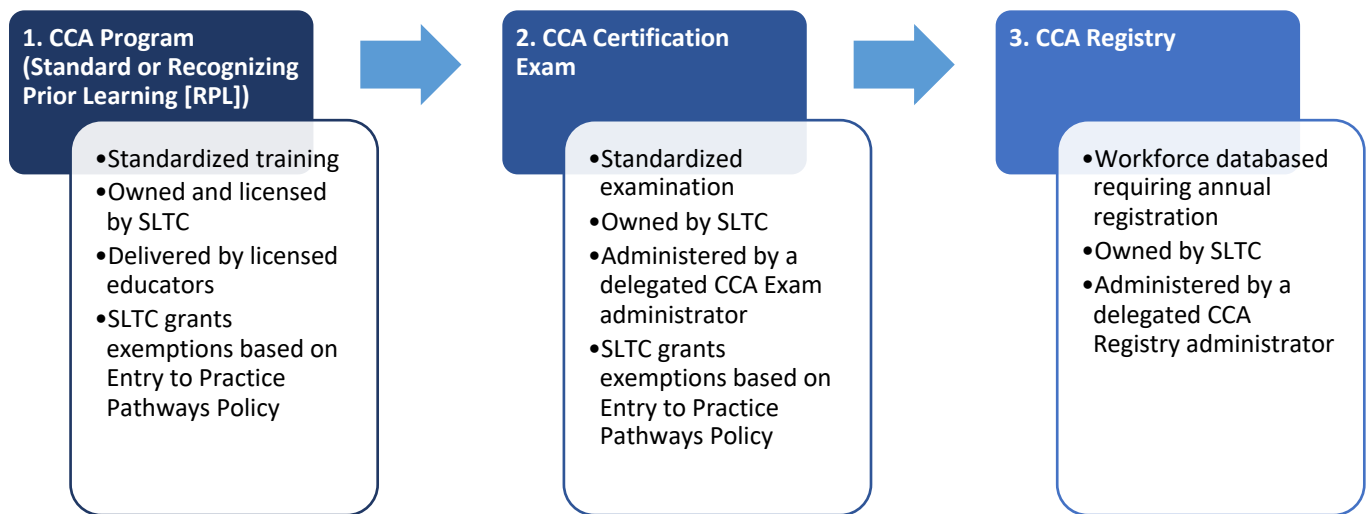 1. CCA Program
(Standard or Recognizing
Prior Learning [RPL])
•Standardized training
•Owned and licensed
by SLTC
•Delivered by licensed
educators
•SLTC grants
exemptions based on
Entry to Practice
Pathways Policy
2. CCA Certification
Exam
•Standardized
examination
•Owned by SLTC
•Administered by a
delegated CCA Exam
administrator
•SLTC grants
exemptions based on
Entry to Practice
Pathways Policy
3. CCA Registry
•Workforce databased
requiring annual
registration
•Owned by SLTC
•Administered by a
delegated CCA
Registry administrator